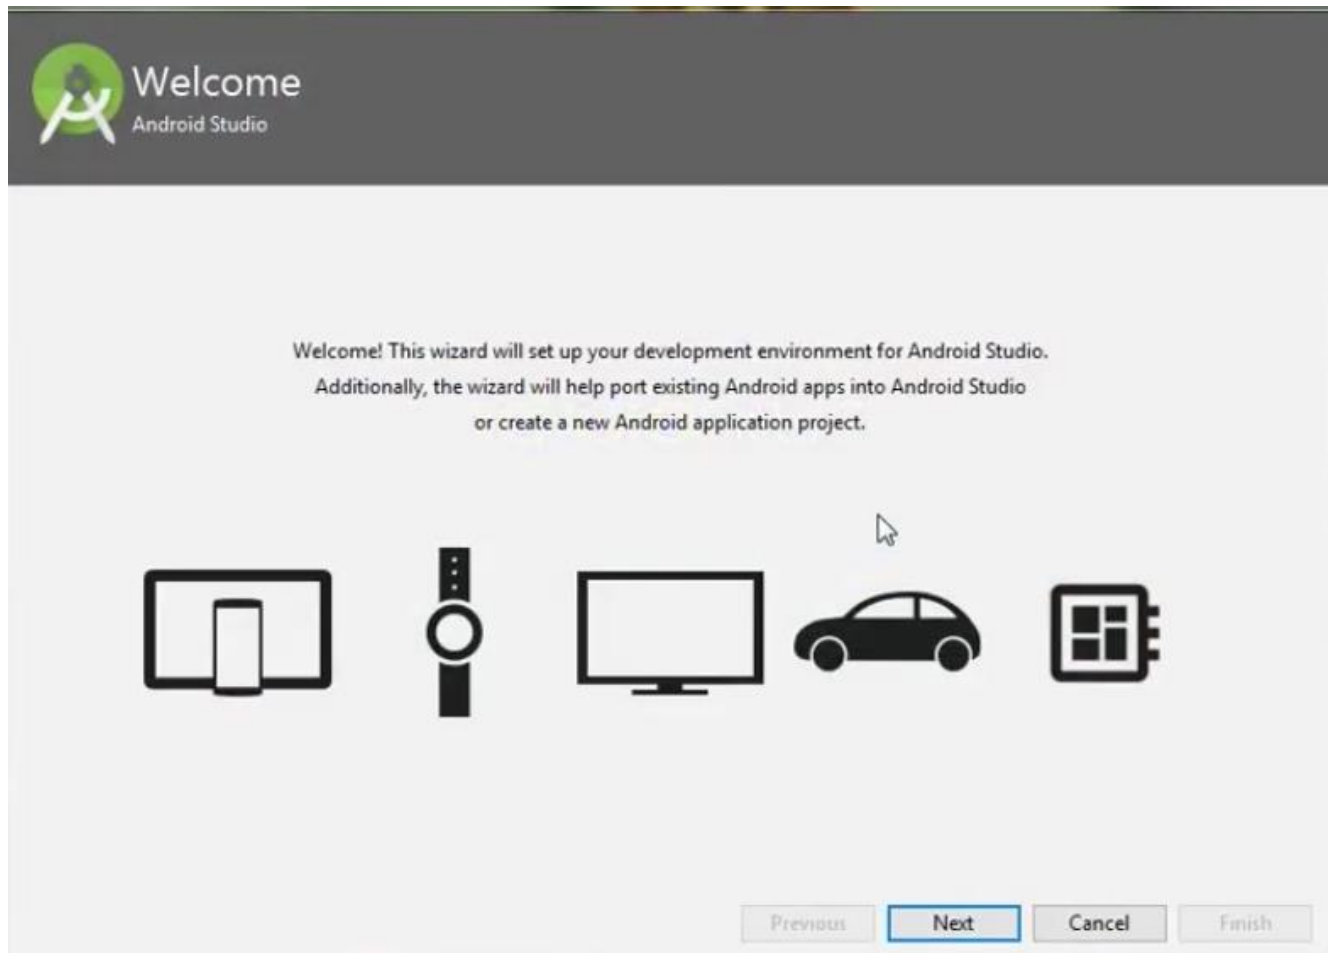 Welcome
Android Studio
Welcome! This wizard will set up your development environment for Android Studio.
Additionally, the wizard will help port existing Android apps into Android Studio
or create a new Android application project.
Previous Next Cancel Finish